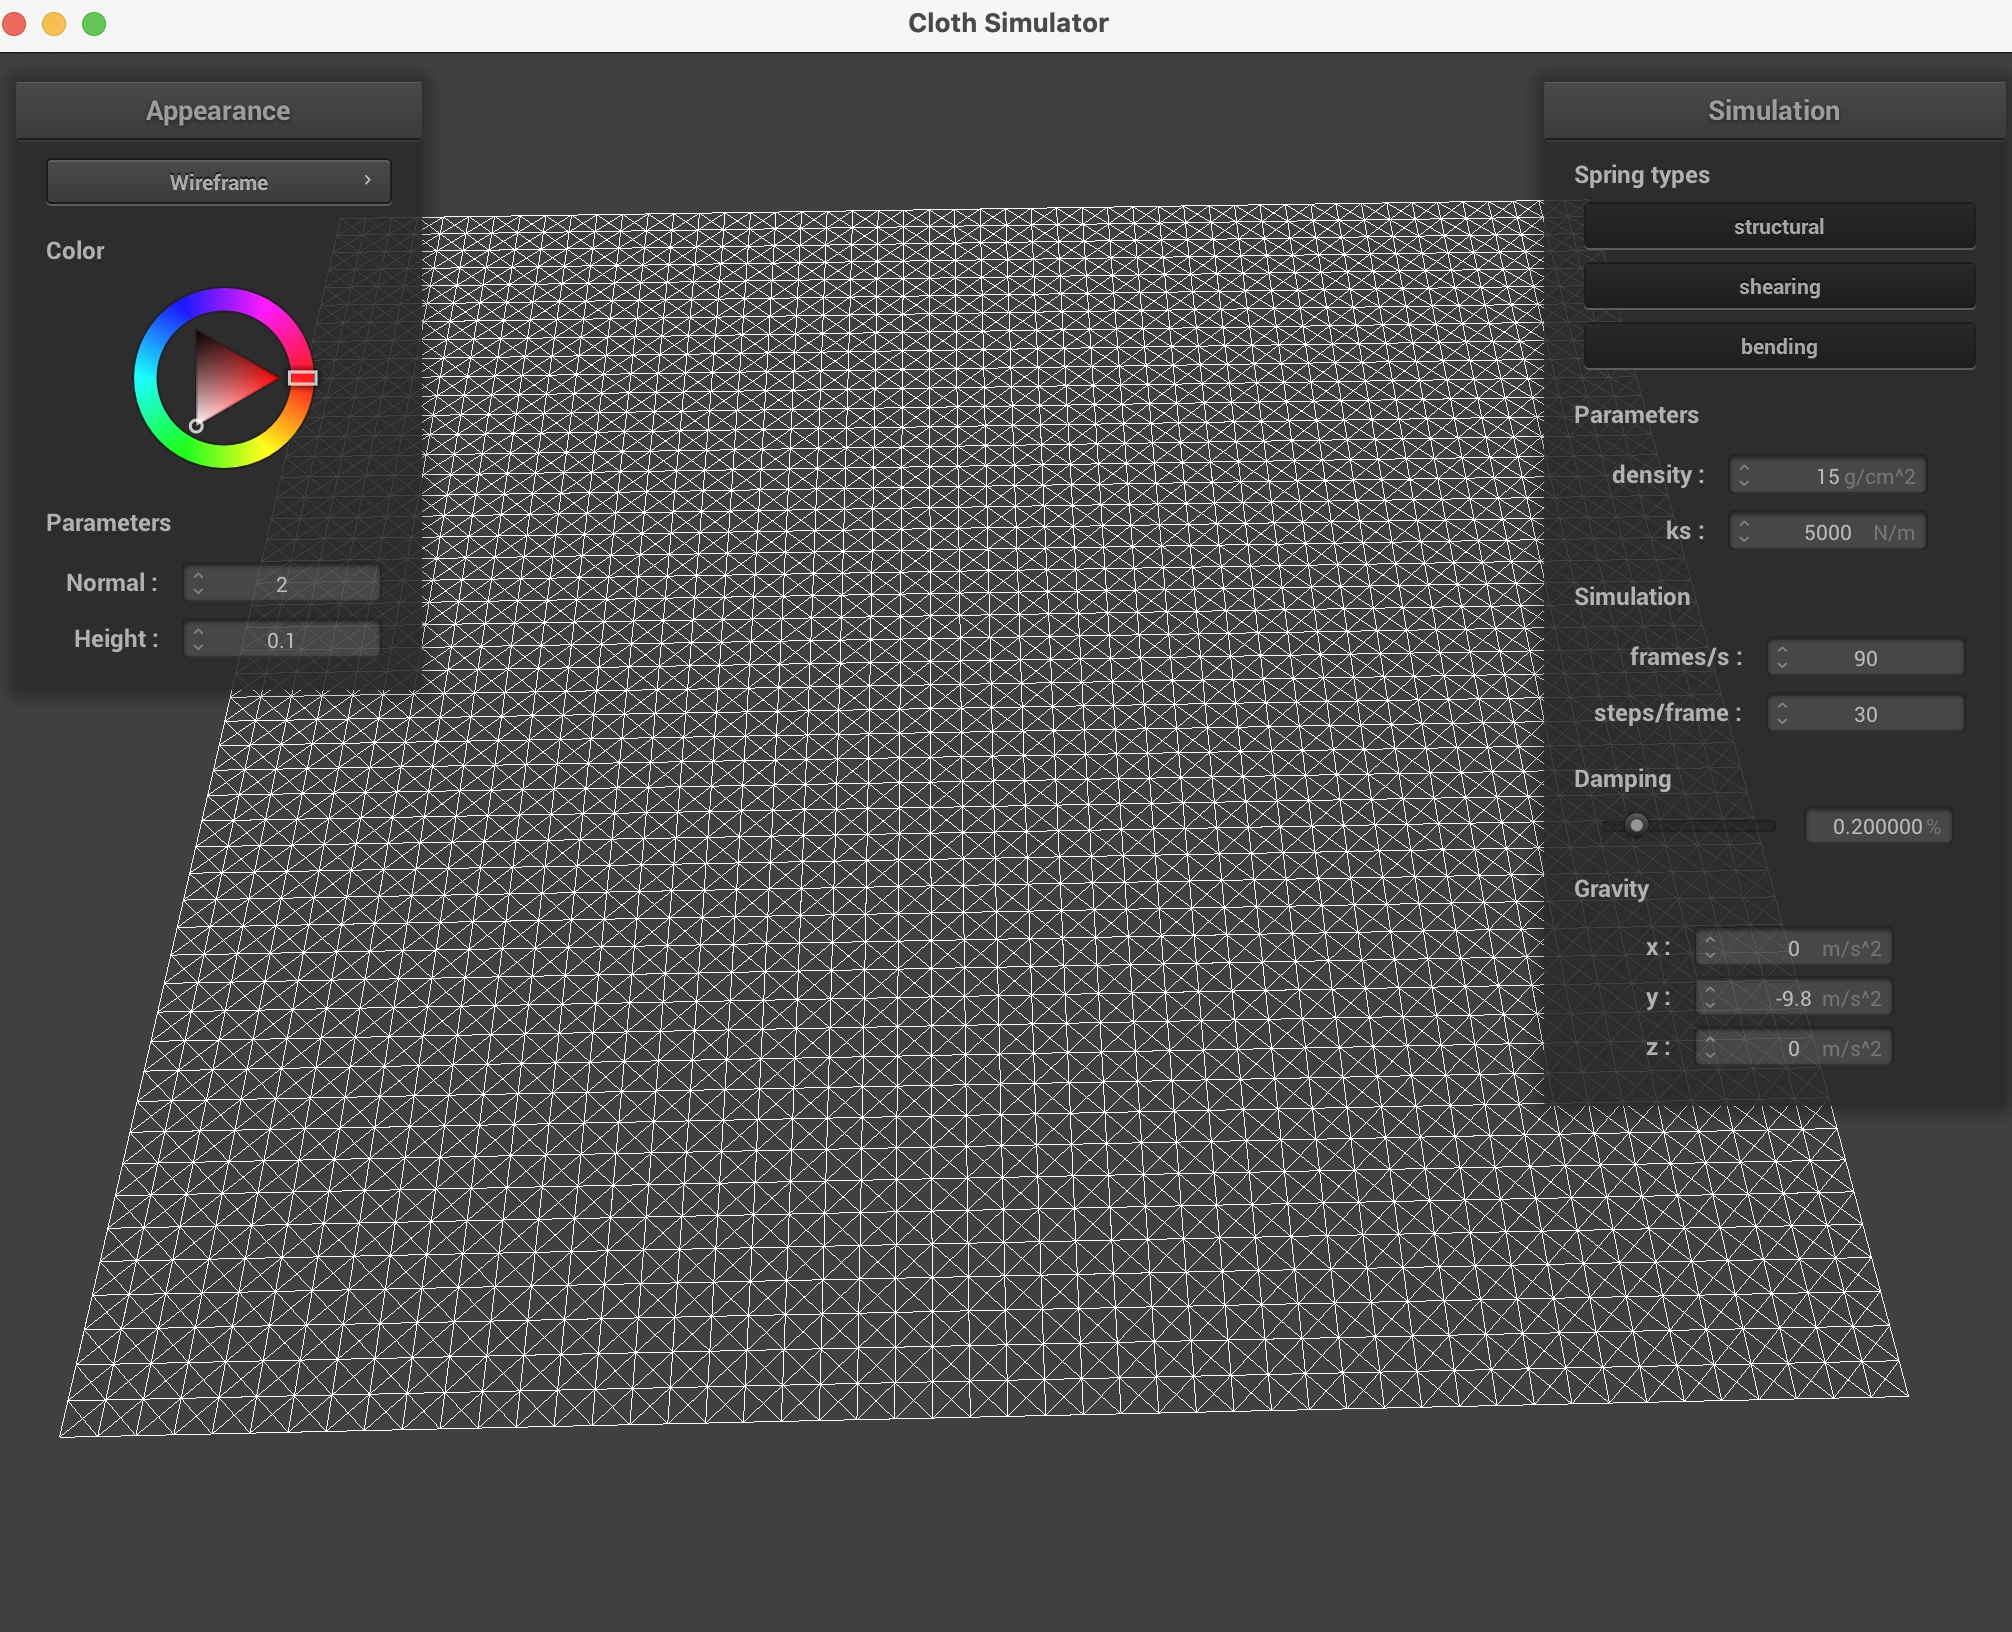 Cloth Simulator
Appearance
Wireframe
Color
Parameters
Normal : 2
Height : 0.1
Simulation
Spring types
structural
shearing
bending
Parameters
density : 15 g/cm^2
ks : 5000 N/m
Simulation
frames/s : 90
steps/frame : 30
Damping
0.200000 %
Gravity
x : 0 m/s^2
y : -9.8 m/s^2
z : 0 m/s^2